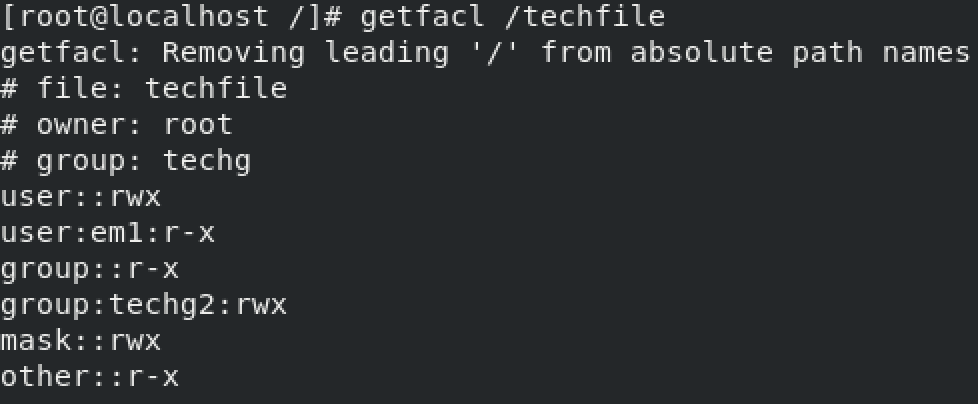 [root@localhost /]# getfacl /techfile
getfacl: Removing leading '/' from absolute path names
# file: techfile
# owner: root
# group: techg
user::rwx
user:em1:r-x
group::r-x
group:techg2:rwx
mask::rwx
other::r-x